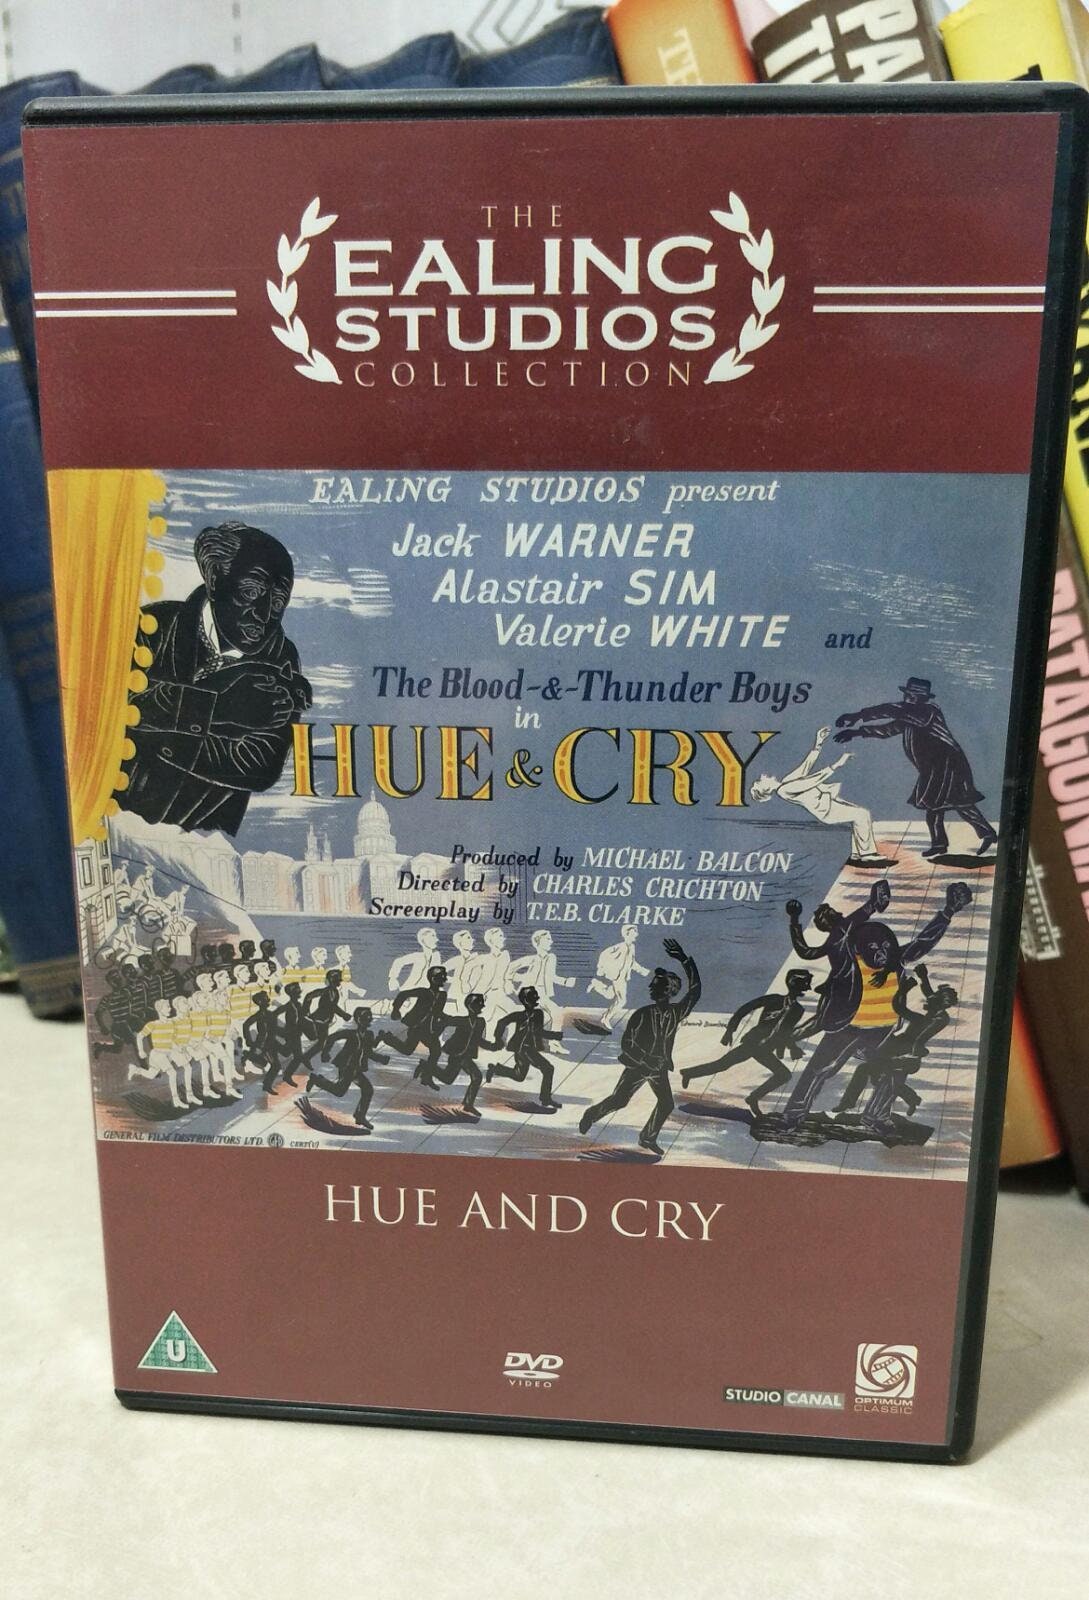 THE
EALING
STUDIOS
COLLECTION
EALING STUDIOS present
Jack WARNER
Alastair SIM
Valerie WHITE and
The Blood-&-Thunder Boys
in
HUE & CRY
Produced by MICHAEL BALCON
Directed by CHARLES CRICHTON
Screenplay by T.E.B. CLARKE
GENERAL FILM DISTRIBUTORS LTD. CERT(U)
HUE AND CRY
U
DVD
VIDEO
STUDIO CANAL
OPTIMUM
CLASSIC